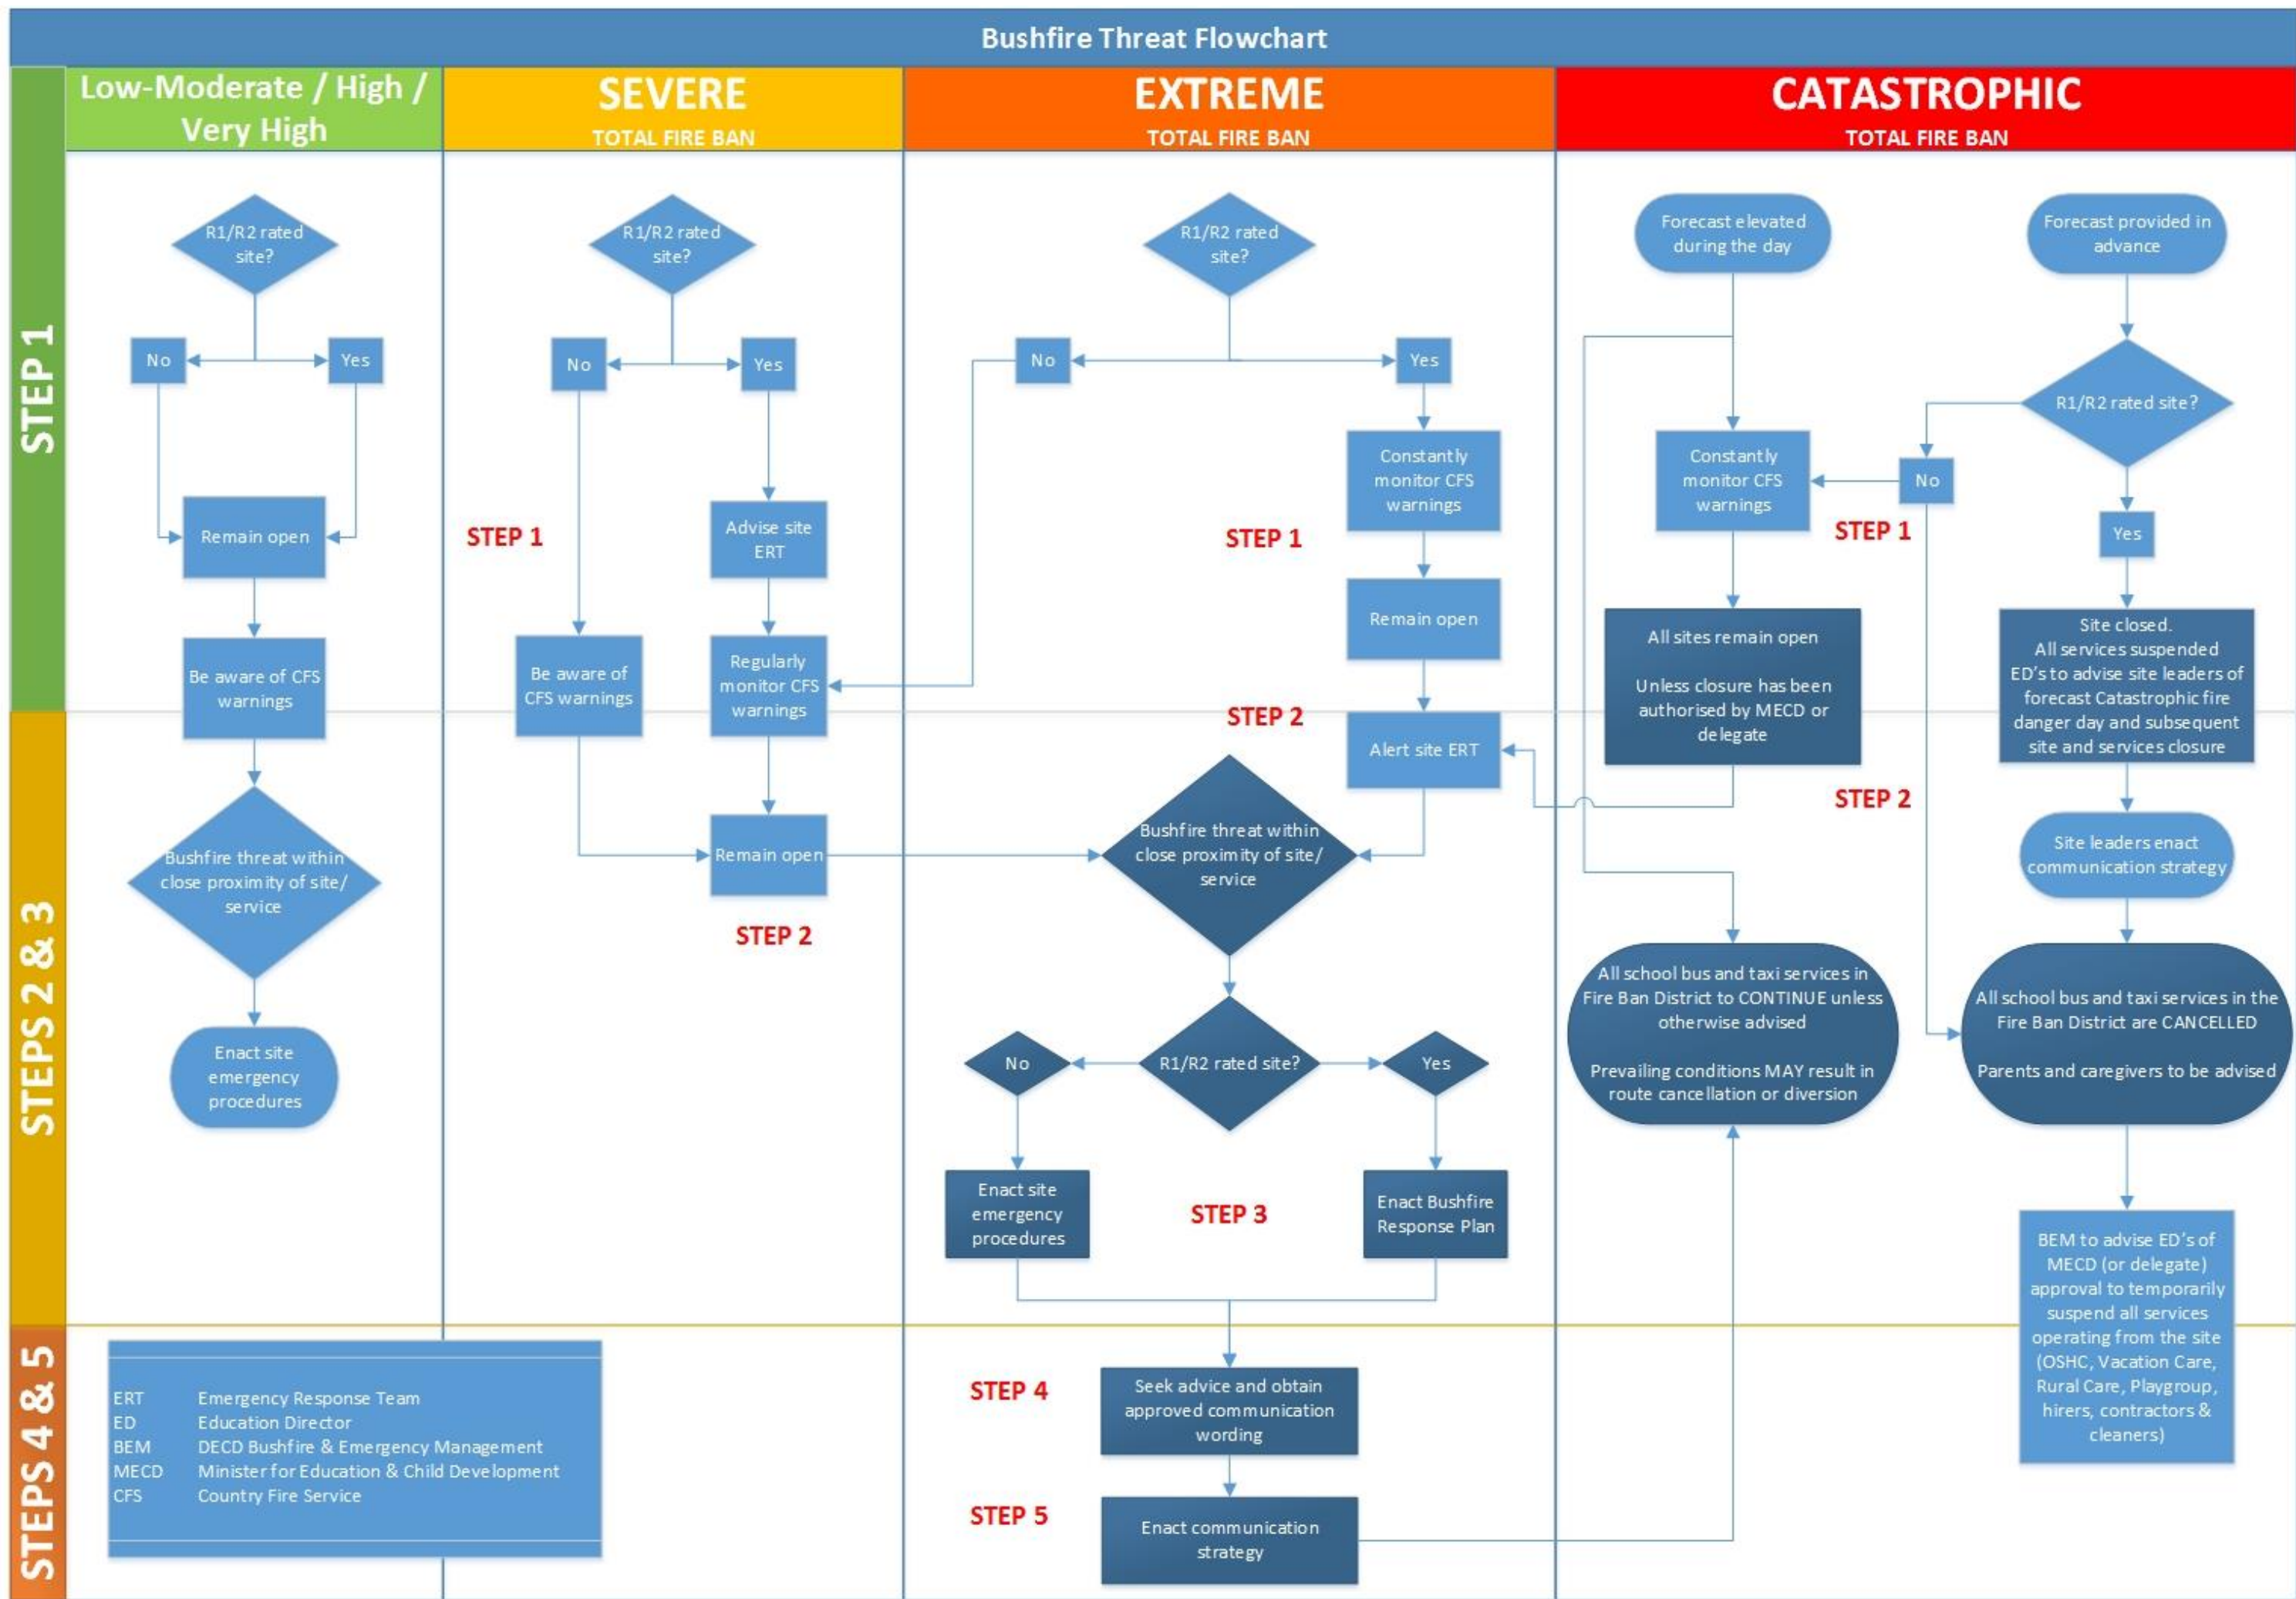 Bushfire Threat Flowchart
STEP 1
STEPS 2 & 3
STEPS 4 & 5
Low-Moderate / High /
Very High
R1/R2 rated
site?
No
Yes
Remain open
Be aware of CFS
warnings
Bushfire threat within
close proximity of site/
service
Enact site
emergency
procedures
SEVERE
TOTAL FIRE BAN
R1/R2 rated
site?
No
Yes
STEP 1
Advise site
ERT
Be aware of
CFS warnings
Regularly
monitor CFS
warnings
Remain open
STEP 2
EXTREME
TOTAL FIRE BAN
R1/R2 rated
site?
No
Yes
Constantly
monitor CFS
warnings
STEP 1
Remain open
STEP 2
Alert site ERT
Bushfire threat within
close proximity of site/
service
R1/R2 rated site?
No
Yes
Enact site
emergency
procedures
STEP 3
Enact Bushfire
Response Plan
STEP 4
Seek advice and obtain
approved communication
wording
STEP 5
Enact communication
strategy
CATASTROPHIC
TOTAL FIRE BAN
Forecast elevated
during the day
Forecast provided in
advance
R1/R2 rated site?
Constantly
monitor CFS
warnings
No
STEP 1
Yes
All sites remain open
Unless closure has been
authorised by MECD or
delegate
Site closed.
All services suspended
ED's to advise site leaders of
forecast Catastrophic fire
danger day and subsequent
site and services closure
STEP 2
Site leaders enact
communication strategy
All school bus and taxi services in
Fire Ban District to CONTINUE unless
otherwise advised
Prevailing conditions MAY result in
route cancellation or diversion
All school bus and taxi services in the
Fire Ban District are CANCELLED
Parents and caregivers to be advised
BEM to advise ED's of
MECD (or delegate)
approval to temporarily
suspend all services
operating from the site
(OSHC, Vacation Care,
Rural Care, Playgroup,
hirers, contractors &
cleaners)
ERT Emergency Response Team
ED Education Director
BEM DECD Bushfire & Emergency Management
MECD Minister for Education & Child Development
CFS Country Fire Service